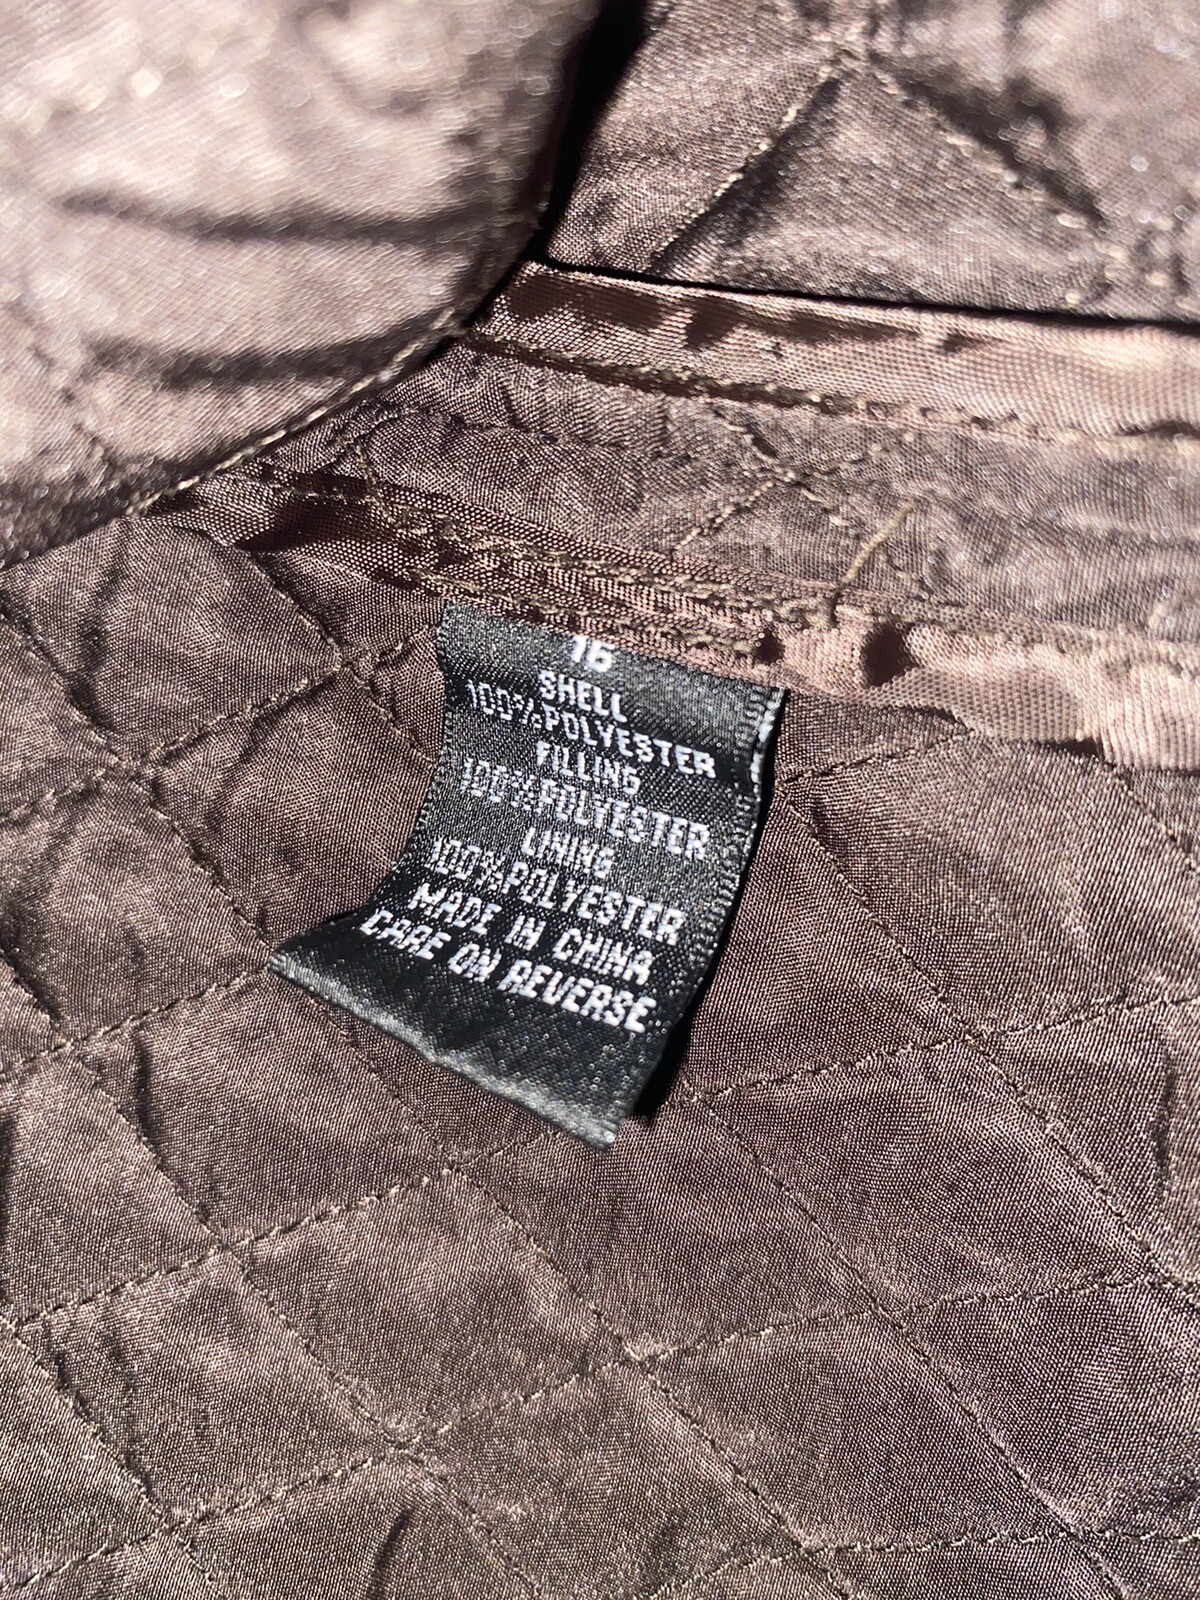 16
SHELL
100%POLYESTER
FILLING
100%POLYESTER
LINING
100%POLYESTER
MADE IN CHINA
CARE ON REVERSE